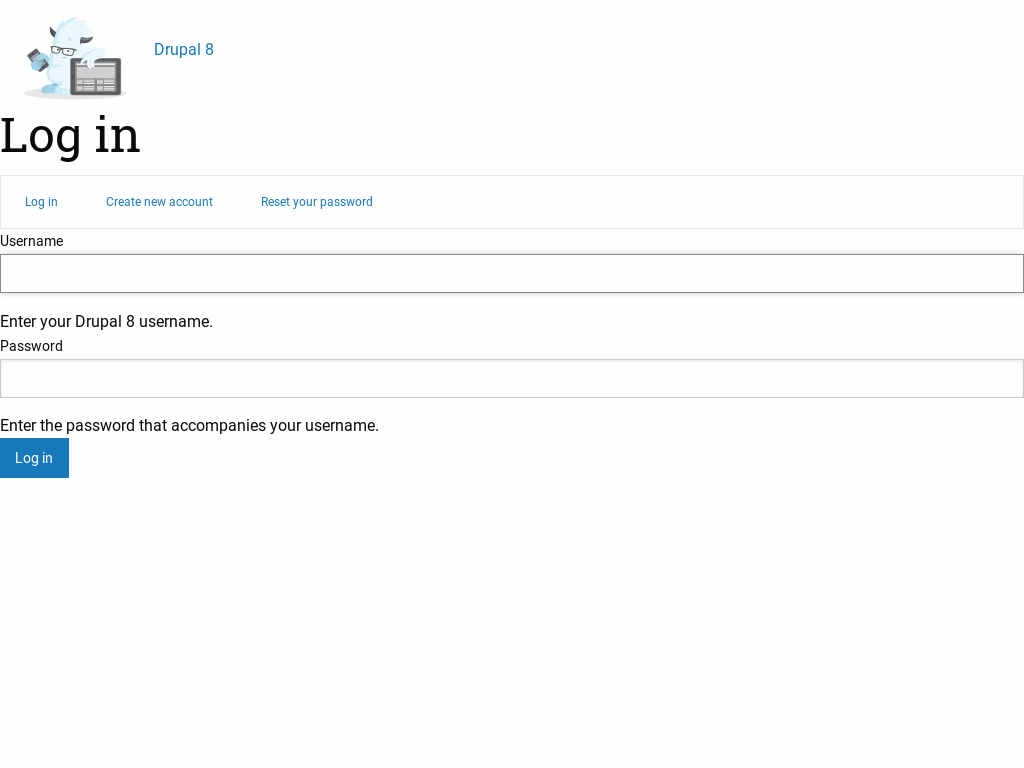 Drupal 8
Log in
Log in Create new account Reset your password
Username
Enter your Drupal 8 username.
Password
Enter the password that accompanies your username.
Log in